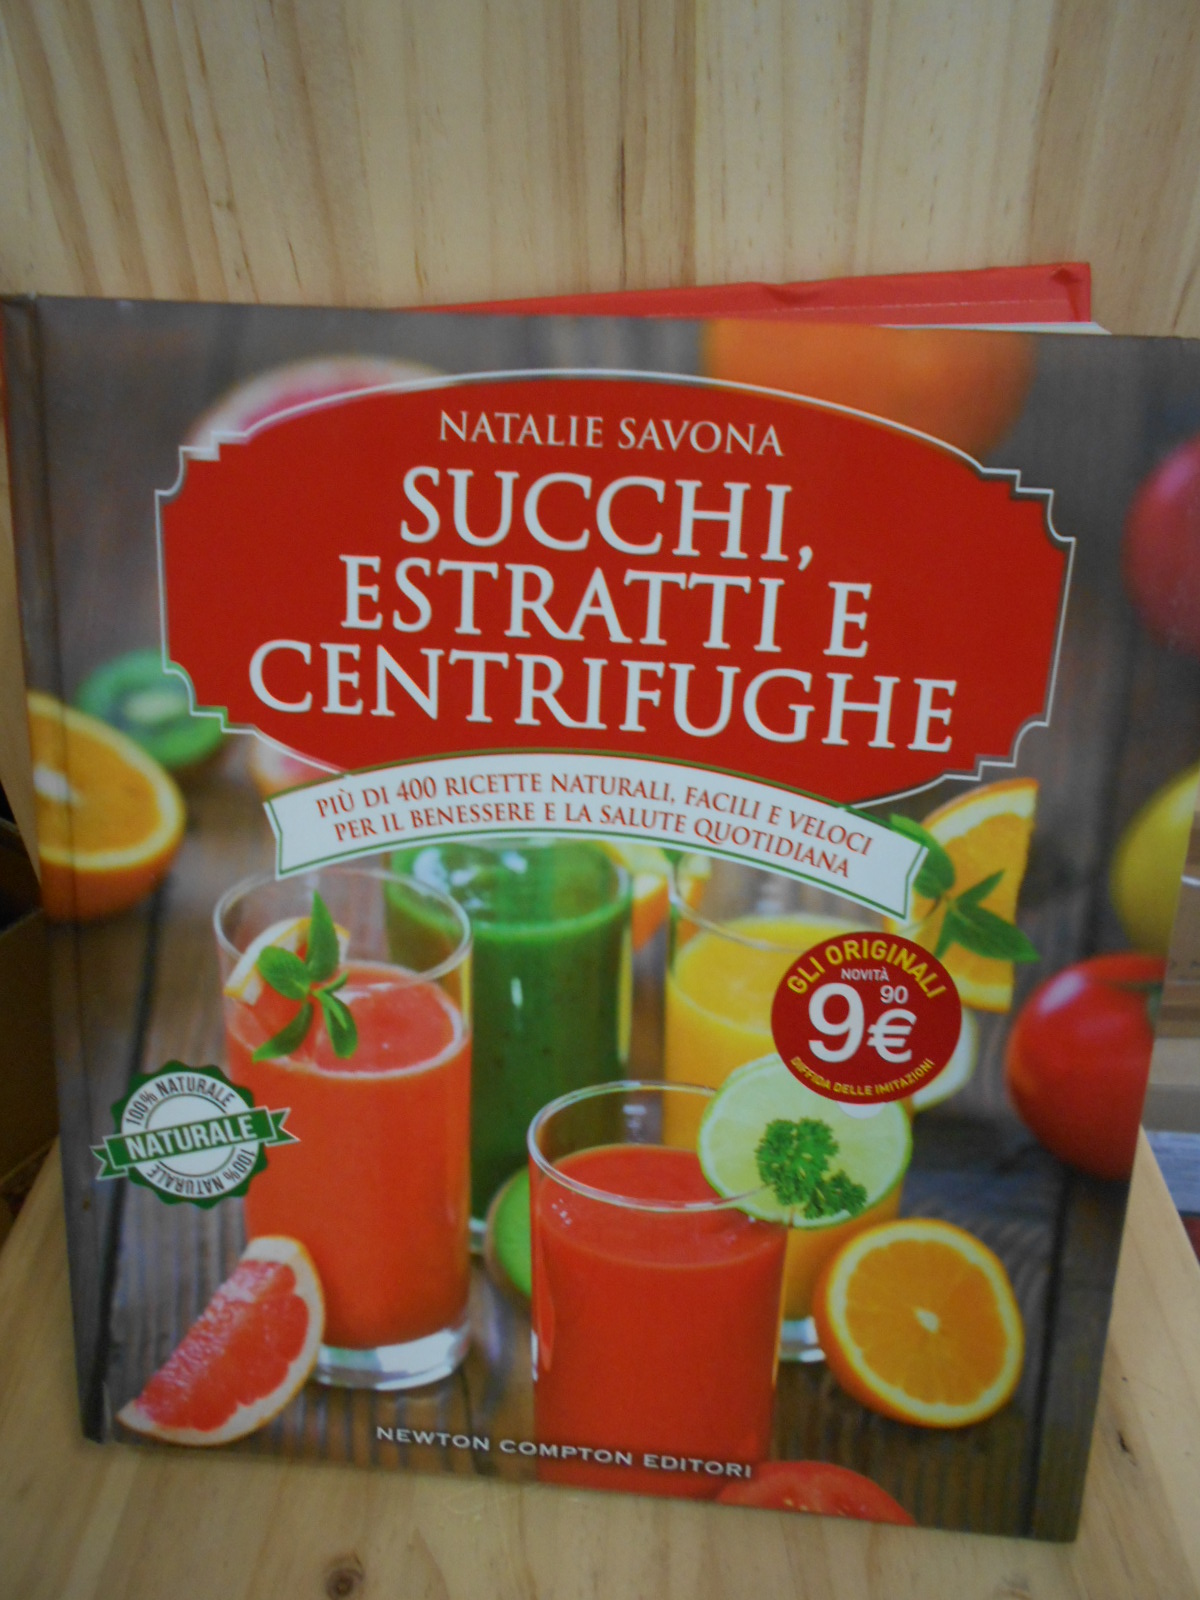 NATALIE SAVONA
SUCCHI,
ESTRATTI E
CENTRIFUGHE
PIÙ DI 400 RICETTE NATURALI, FACILI E VELOCI
PER IL BENESSERE E LA SALUTE QUOTIDIANA
GLI ORIGINALI
NOVITÀ
9 90 €
DIFFIDA DELLE IMITAZIONI
100% NATURALE
NATURALE
100% NATURALE
NEWTON COMPTON EDITORI